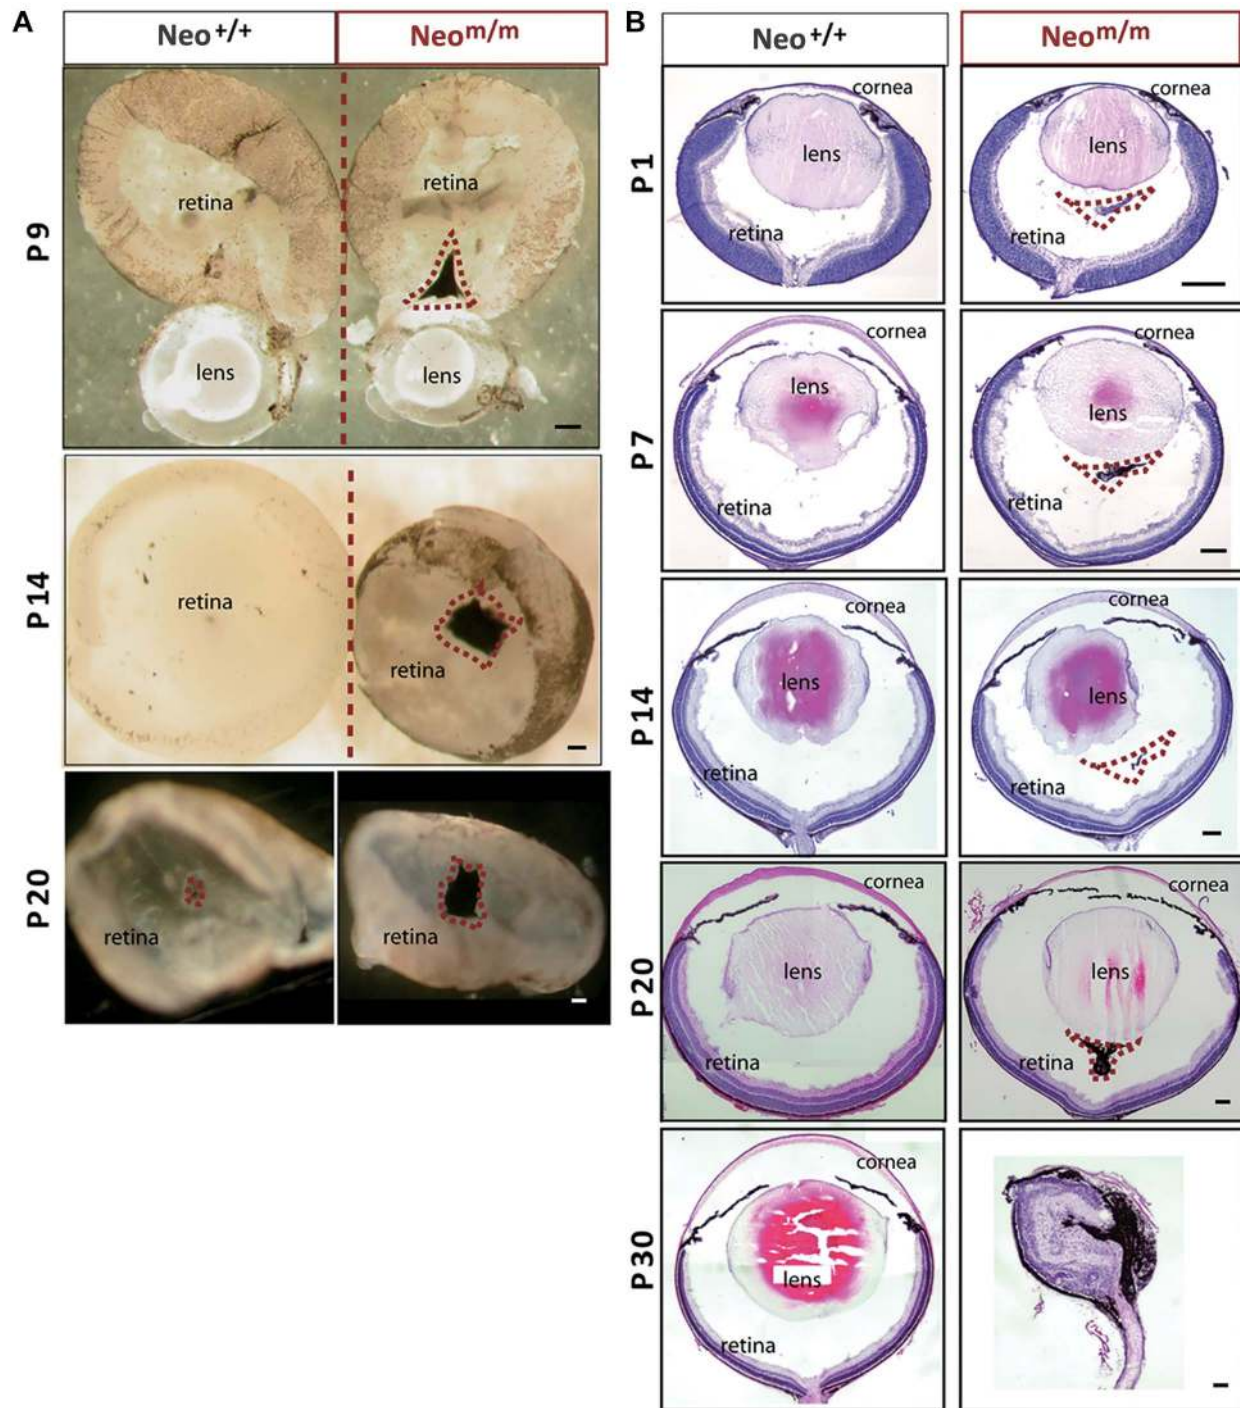 A
Neo+/+
Neom/m
P9
retina
retina
lens
lens
P14
retina
retina
P20
retina
retina
B
Neo+/+
Neom/m
P1
cornea
lens
retina
cornea
lens
retina
P7
cornea
lens
retina
cornea
lens
retina
P14
cornea
lens
retina
cornea
lens
retina
P20
cornea
lens
retina
cornea
lens
retina
P30
cornea
lens
retina